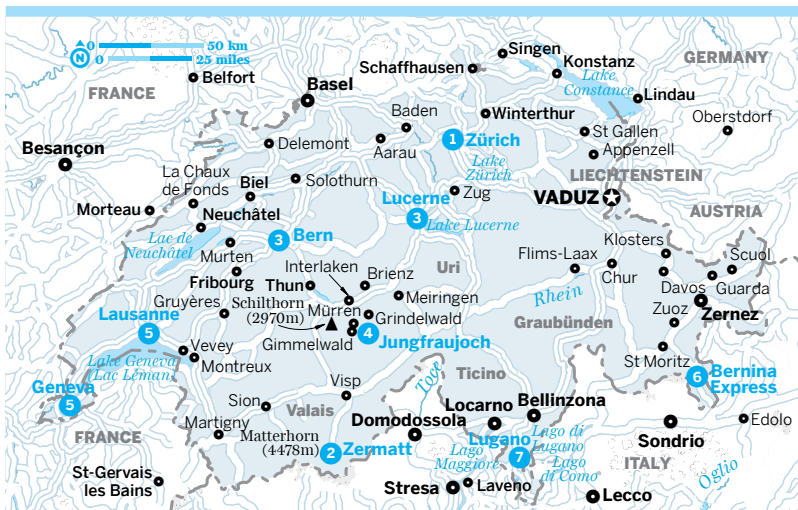 0 50 km
N 0 25 miles
Singen
GERMANY
Schaffhausen
Konstanz
Belfort
Lake
Constance
FRANCE
Basel
Lindau
Baden
Winterthur
Oberstdorf
Besançon
Delemont
Aarau
1 Zürich
St Gallen
Appenzell
La Chaux
de Fonds
Lake
Zürich
LIECHTENSTEIN
Biel
Solothurn
Lucerne
Zug
VADUZ
Morteau
Neuchâtel
3
Lake Lucerne
AUSTRIA
Lac de
Neuchâtel
3 Bern
Murten
Interlaken
Klosters
Flims-Laax
Scuol
Fribourg
Thun
Brienz
Uri
Chur
Davos
Guarda
Gruyères
Schilthorn
(2970m)
Meiringen
Rhein
Zuoz
Zernez
Lausanne
Mürren
Grindelwald
Graubünden
5
Gimmelwald
4
Jungfraujoch
Vevey
Lake Geneva
(Lac Léman)
Montreux
St Moritz
Geneva
5
Toce
Ticino
6
Bernina
Express
Visp
Sion
Valais
Locarno
Bellinzona
Martigny
Domodossola
Edolo
FRANCE
Matterhorn
(4478m)
2 Zermatt
Lugano
7
Lago di
Lugano
Sondrio
Lago
Maggiore
Lago
di Como
ITALY
St-Gervais
les Bains
Stresa
Laveno
Lecco
Oglio